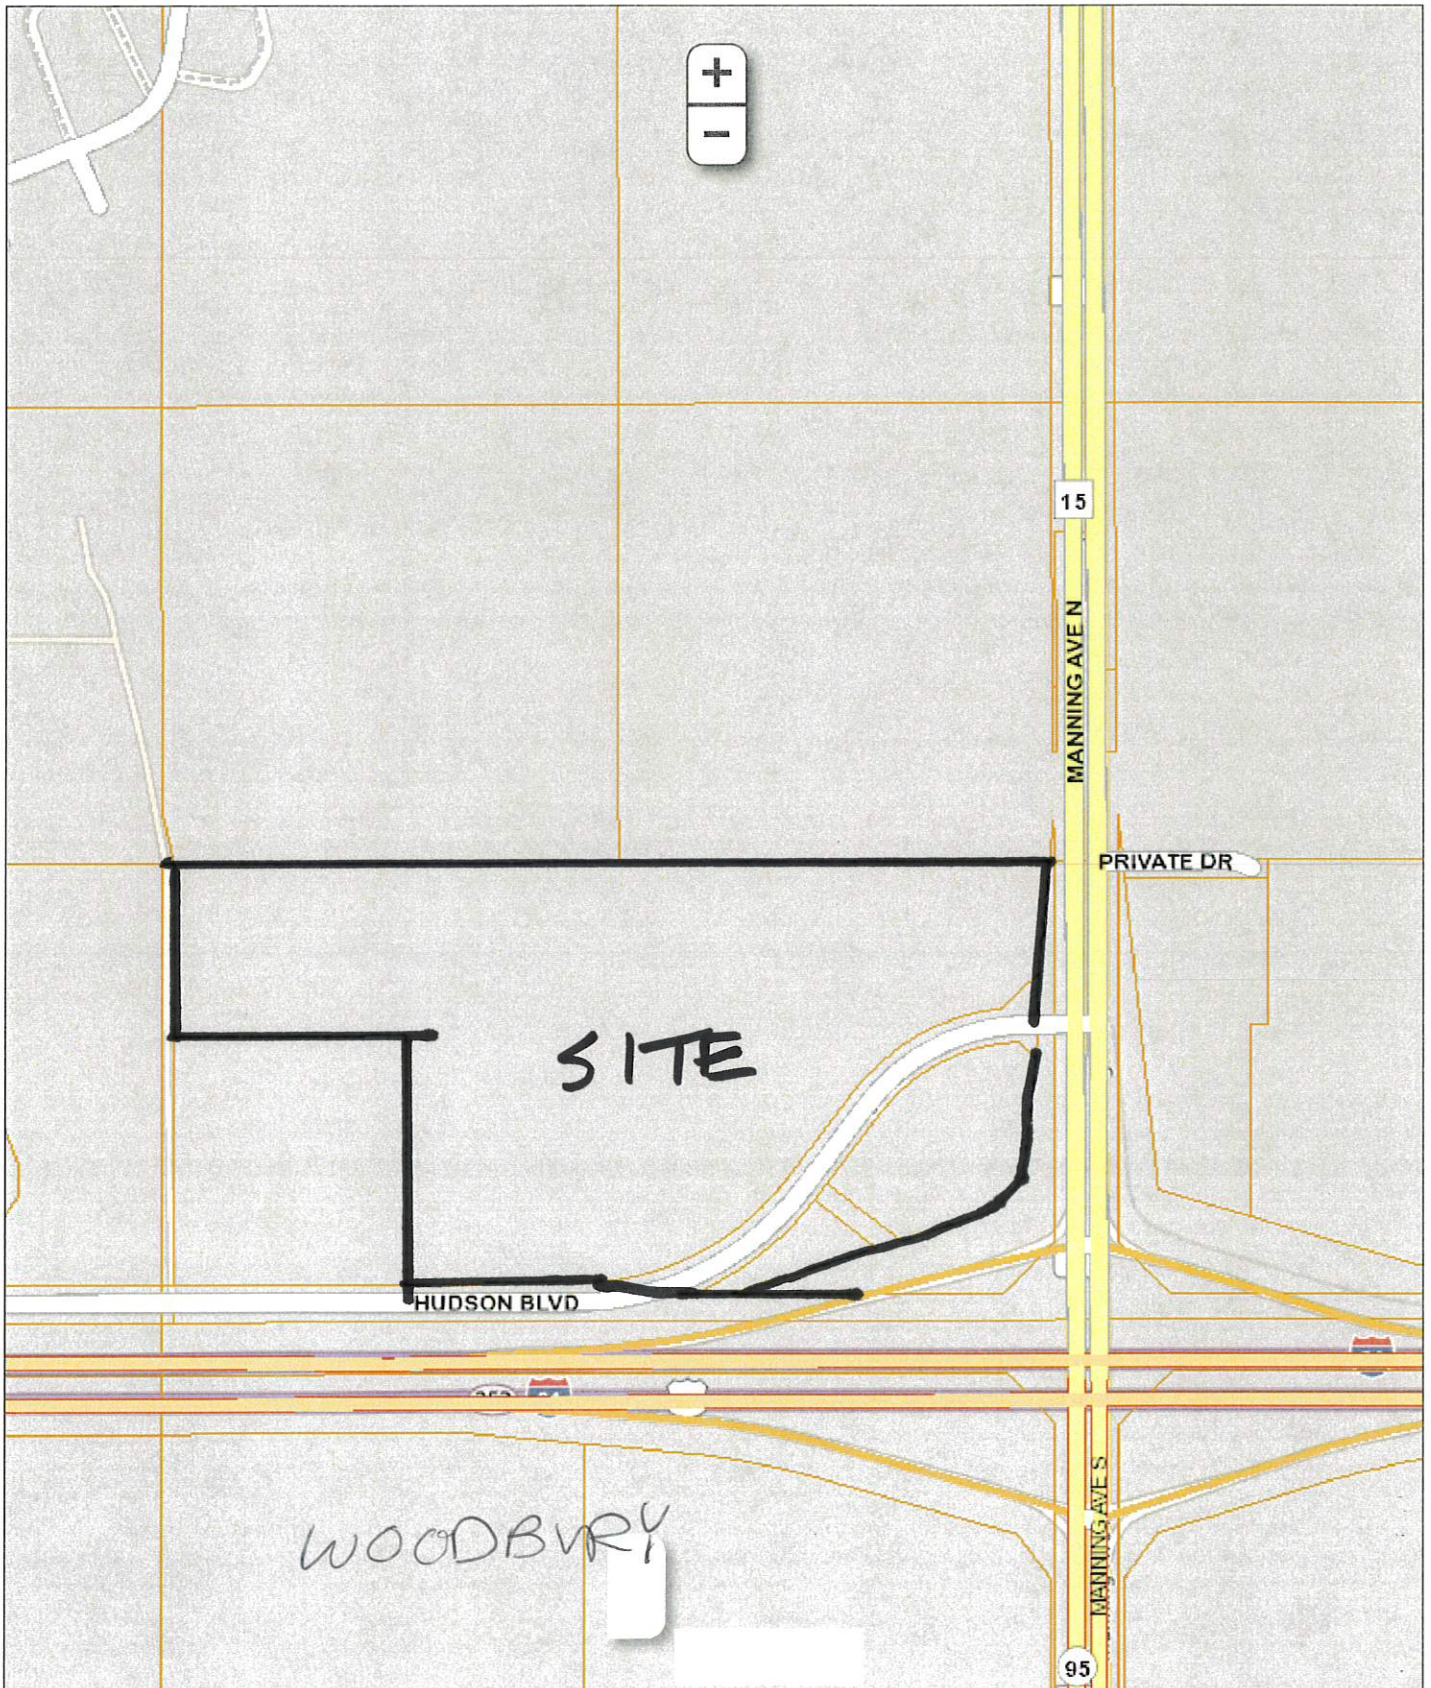 +
−
15
MANNING AVE N
PRIVATE DR
SITE
HUDSON BLVD
WOODBURY
MANNING AVE S
95